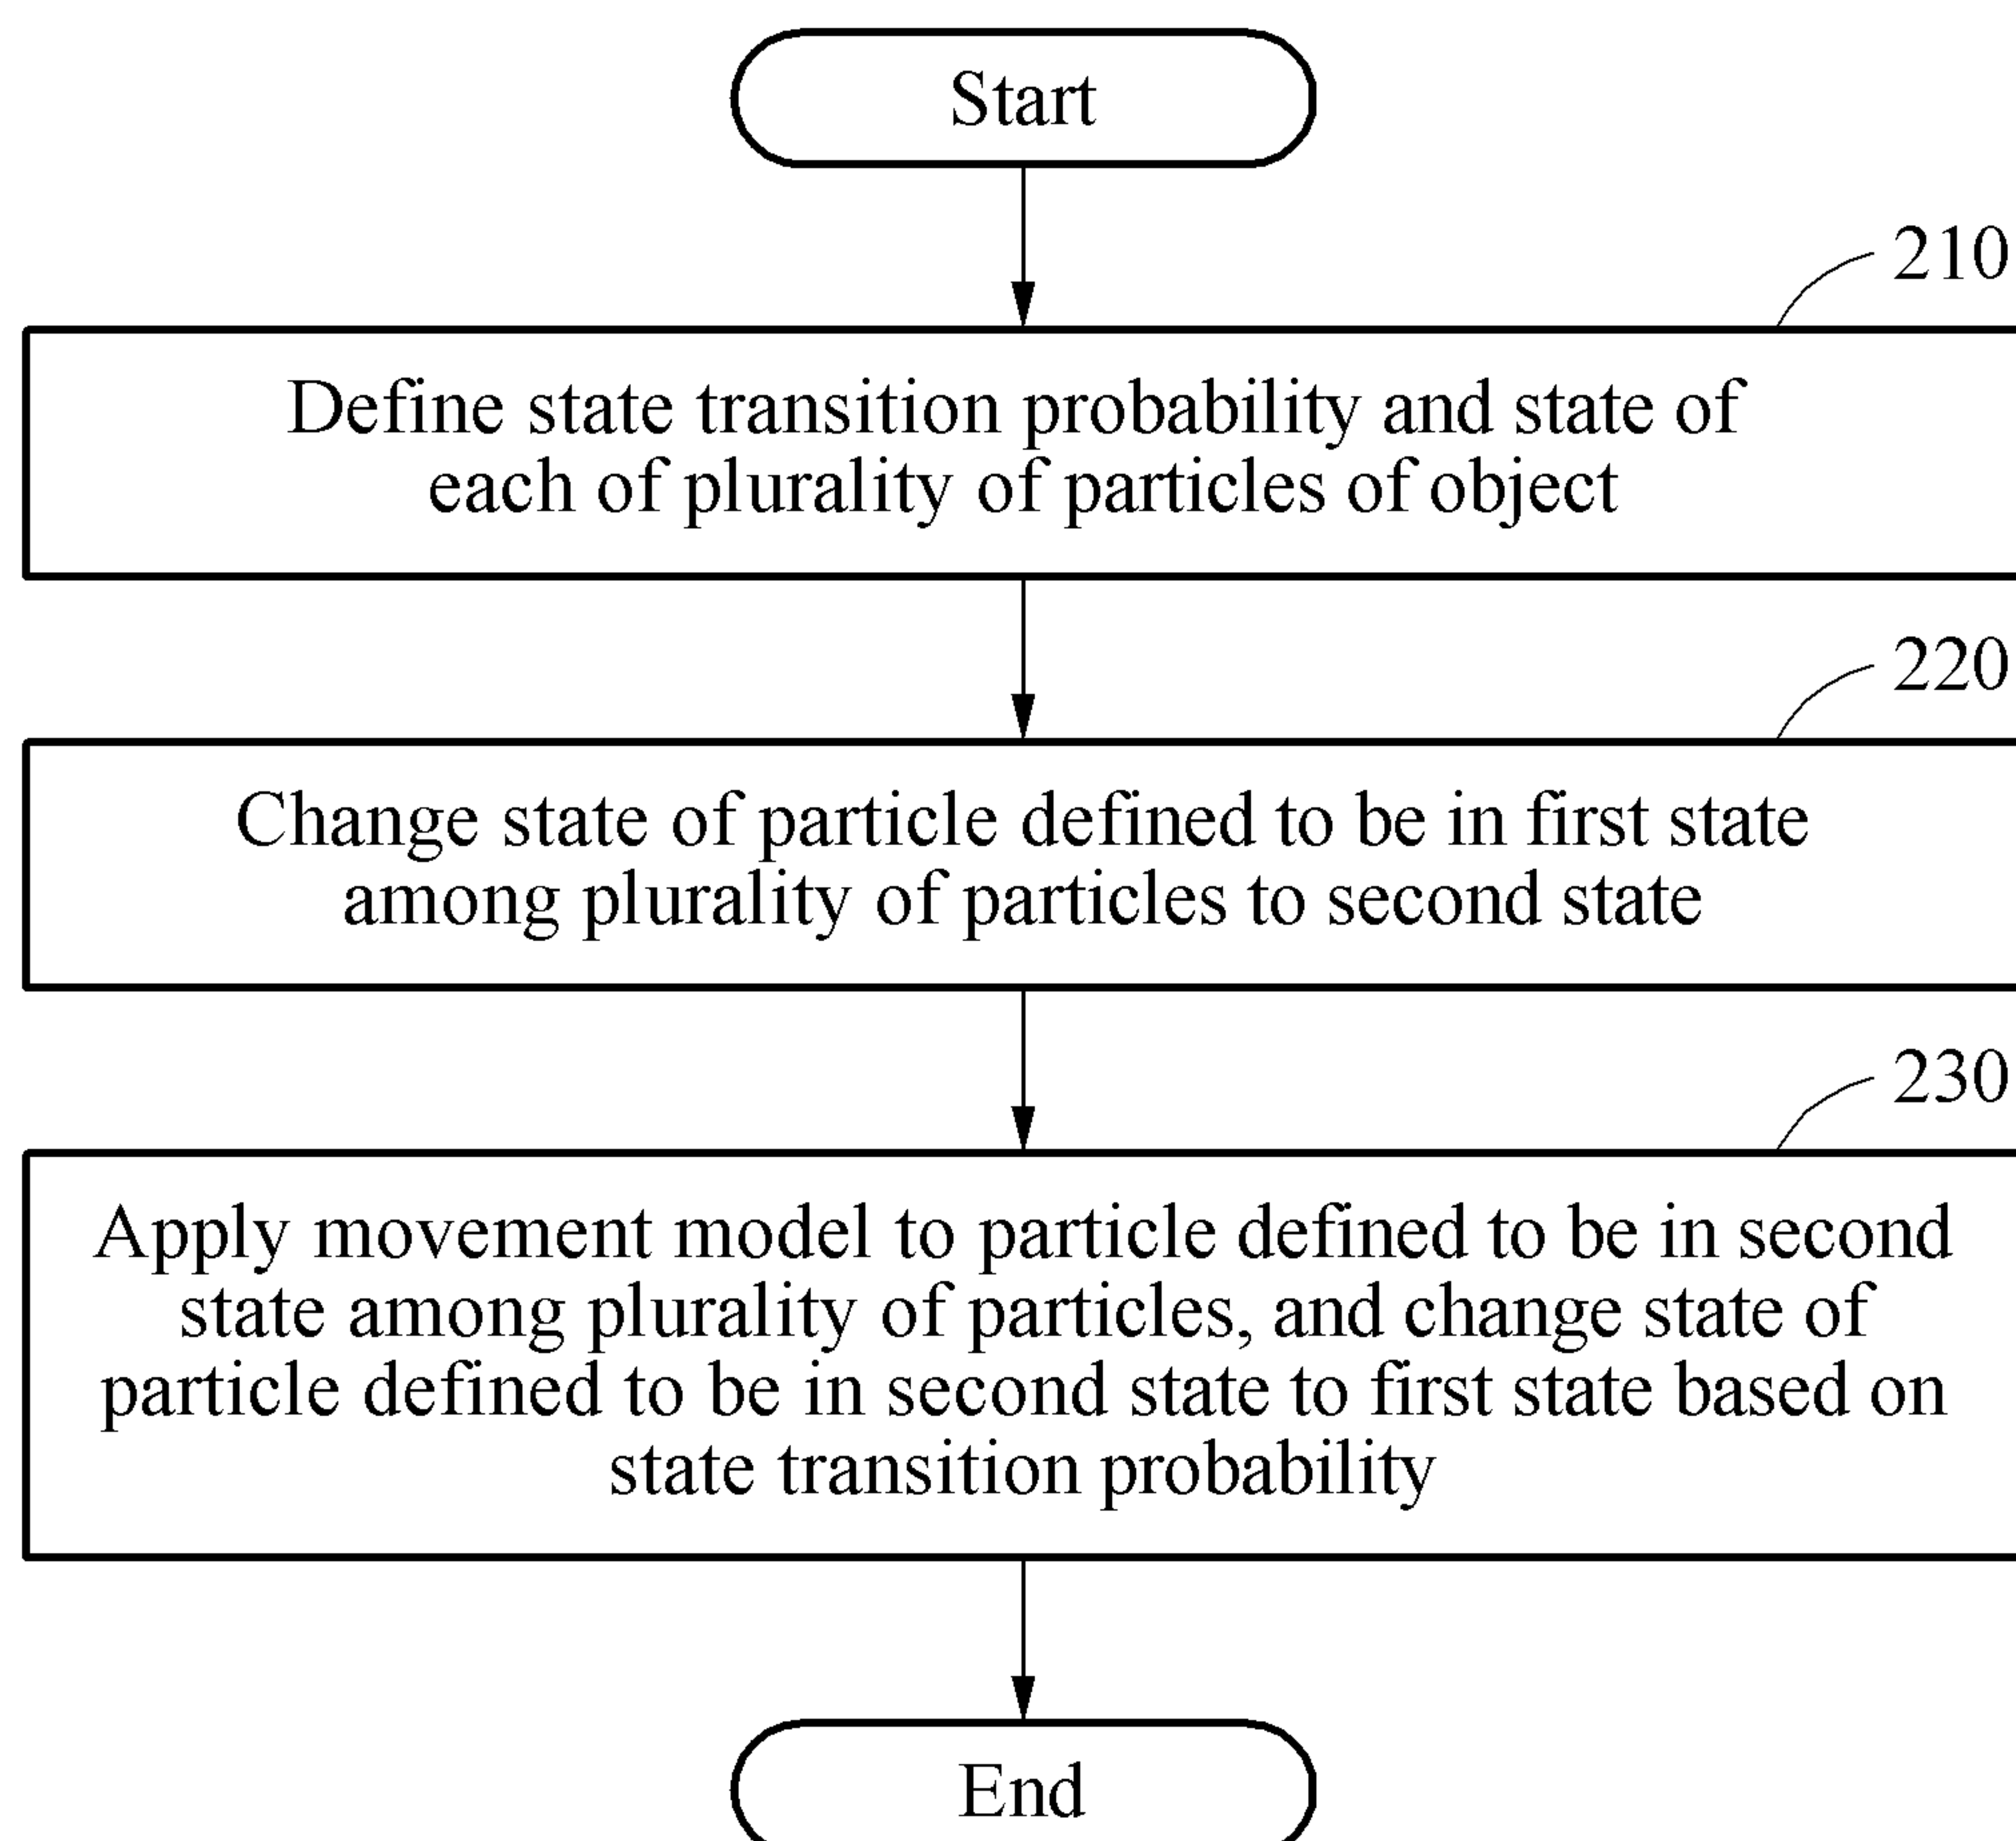 Start
210
Define state transition probability and state of
each of plurality of particles of object
220
Change state of particle defined to be in first state
among plurality of particles to second state
230
Apply movement model to particle defined to be in second
state among plurality of particles, and change state of
particle defined to be in second state to first state based on
state transition probability
End